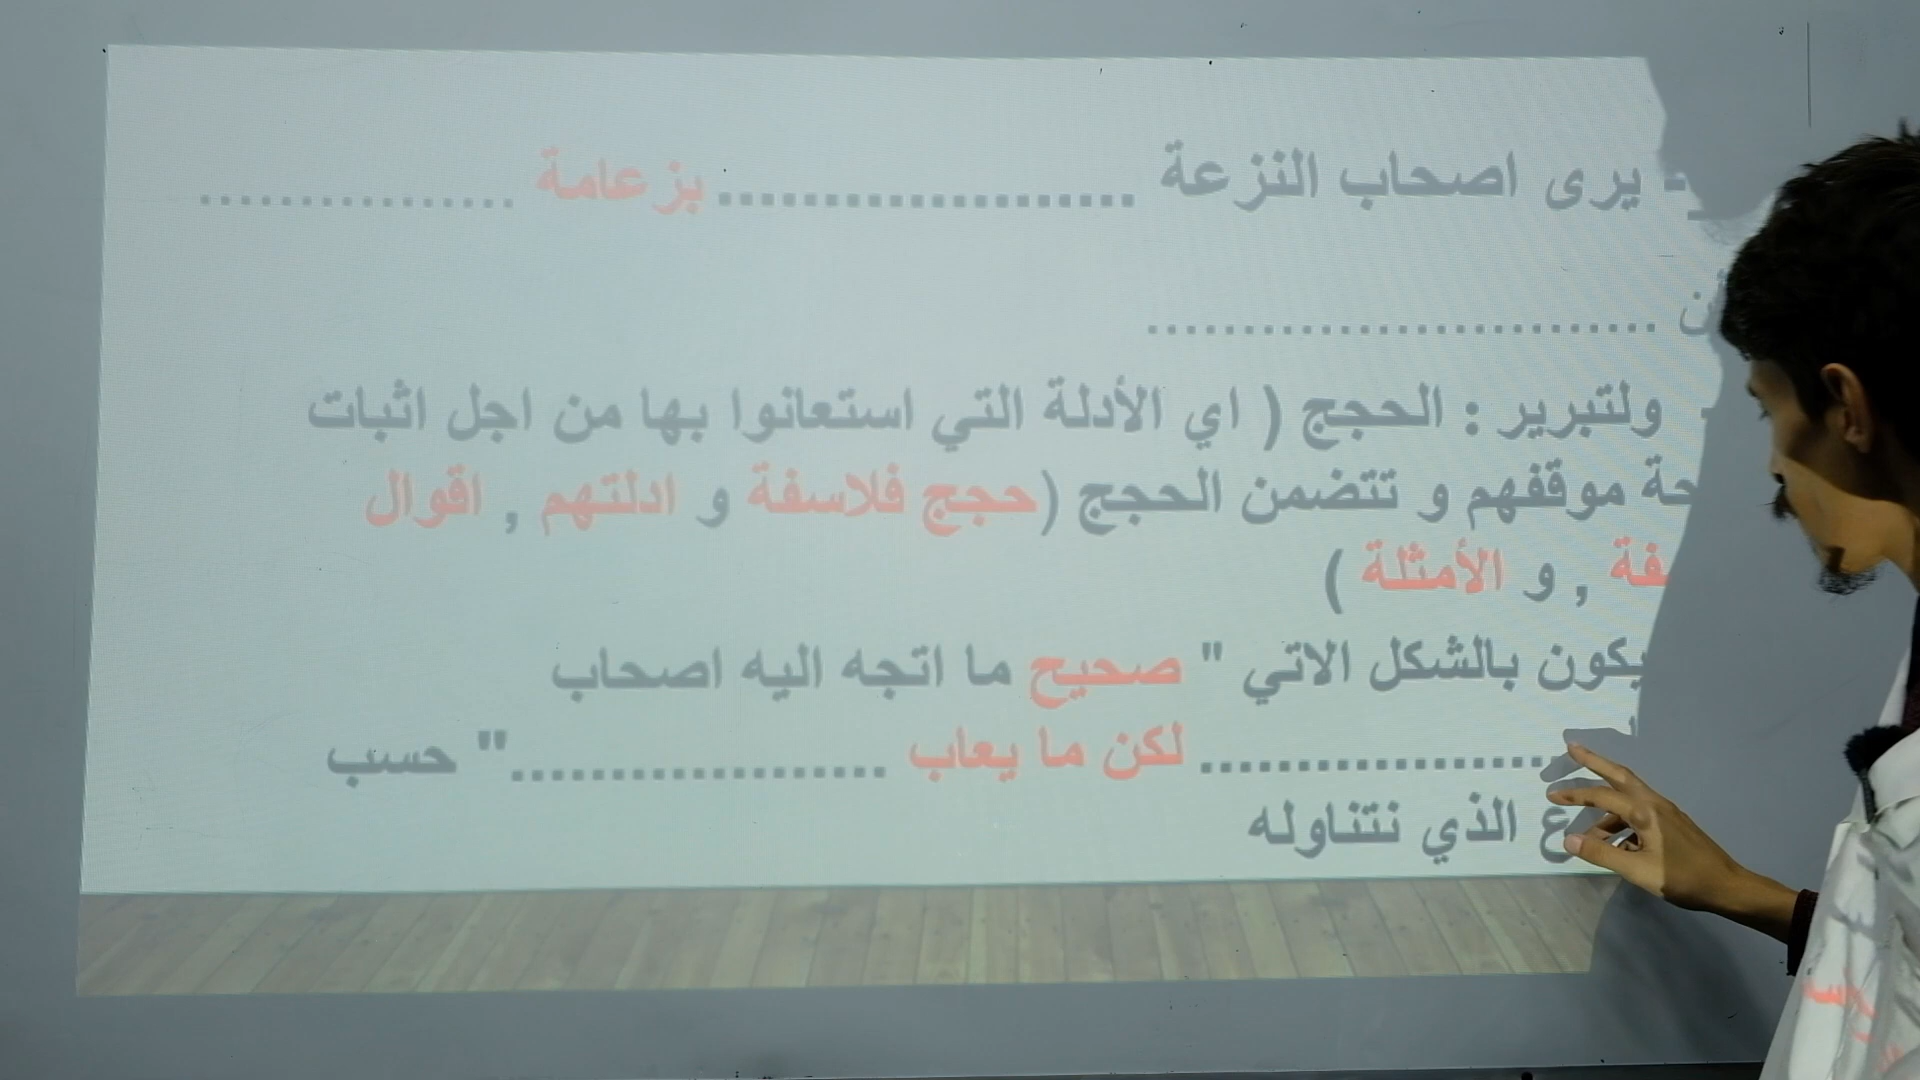 - يرى اصحاب النزعة .................... بزعامة ................
ن ...........................
ولتبرير : الحجج ( اي الأدلة التي استعانوا بها من اجل اثبات
حة موقفهم و تتضمن الحجج (حجج فلاسفة و ادلتهم , اقوال
فة , و الأمثلة )
يكون بالشكل الاتي " صحيح ما اتجه اليه اصحاب
.................. لكن ما يعاب .................." حسب
ع الذي نتناوله